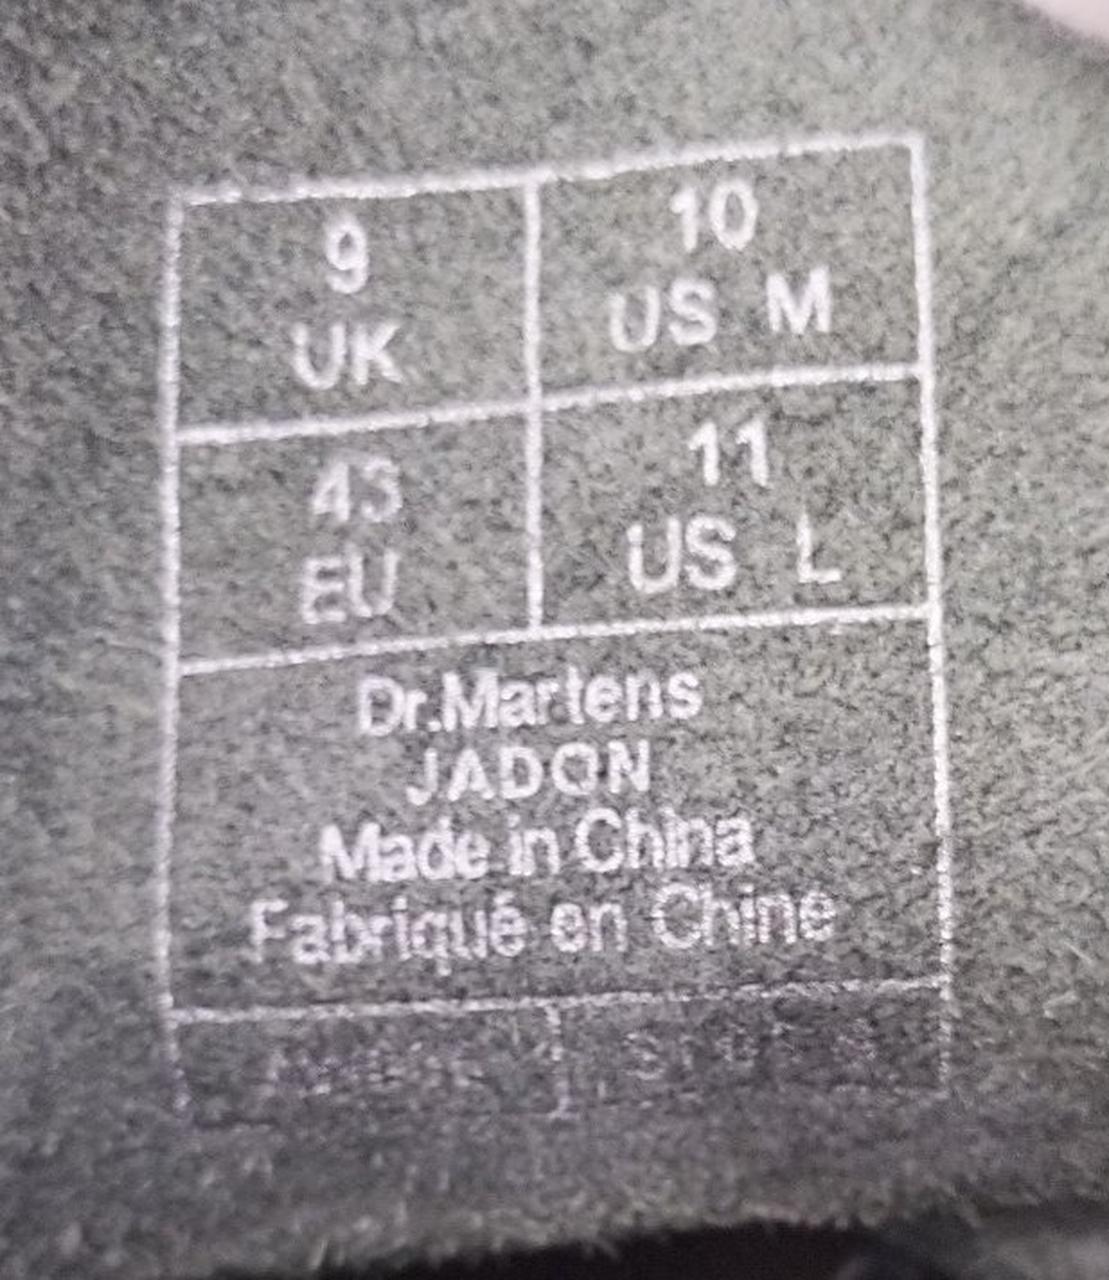 9
UK
10
US M
43
EU
11
US L
Dr.Martens
JADON
Made in China
Fabriqué en Chine